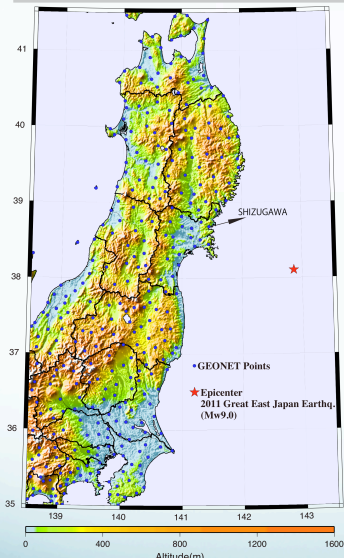 41
40
39
SHIZUGAWA
38
37
GEONET Points
Epicenter
2011 Great East Japan Earthq.
(Mw9.0)
36
35
139 140 141 142 143
0 400 800 1200 1600
Altitude(m)